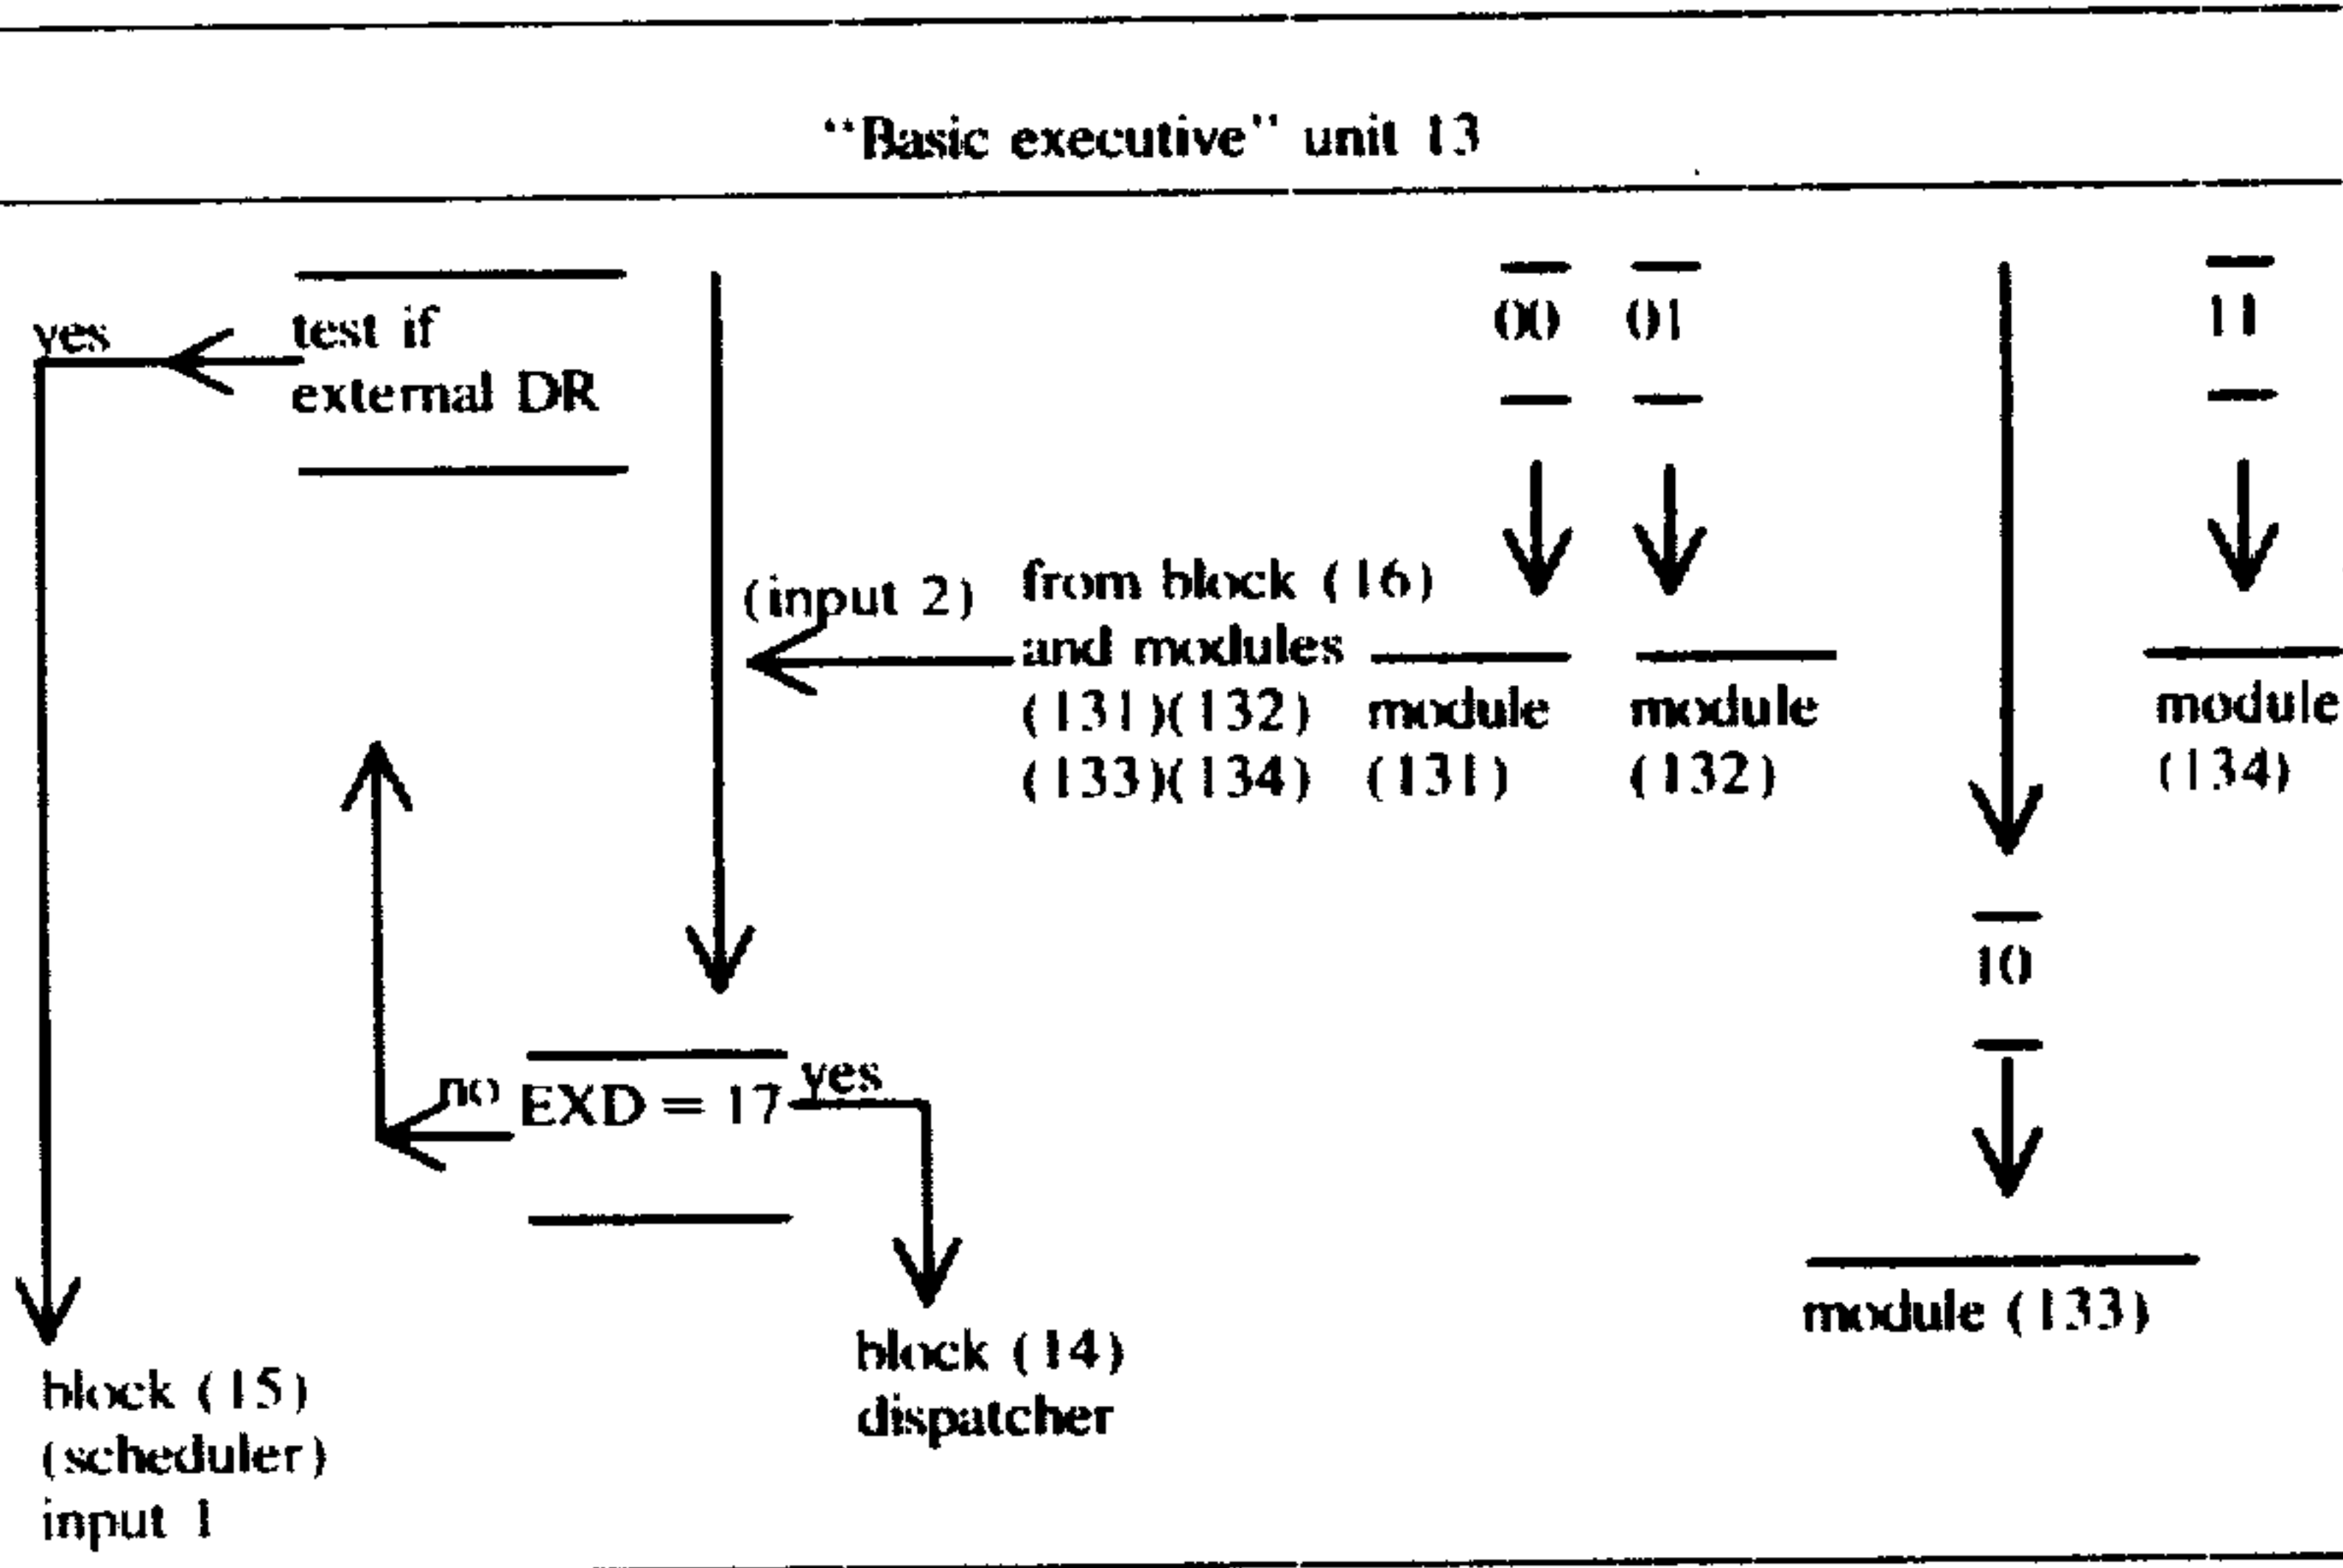 “Basic executive” unit 13
yes
test if
external DR
00
01
11
(input 2)
from block (16)
and modules
(131)(132)
(133)(134)
module
(131)
module
(132)
module
(134)
10
no
EXD = 17
yes
module (133)
block (14)
dispatcher
block (15)
(scheduler)
input 1